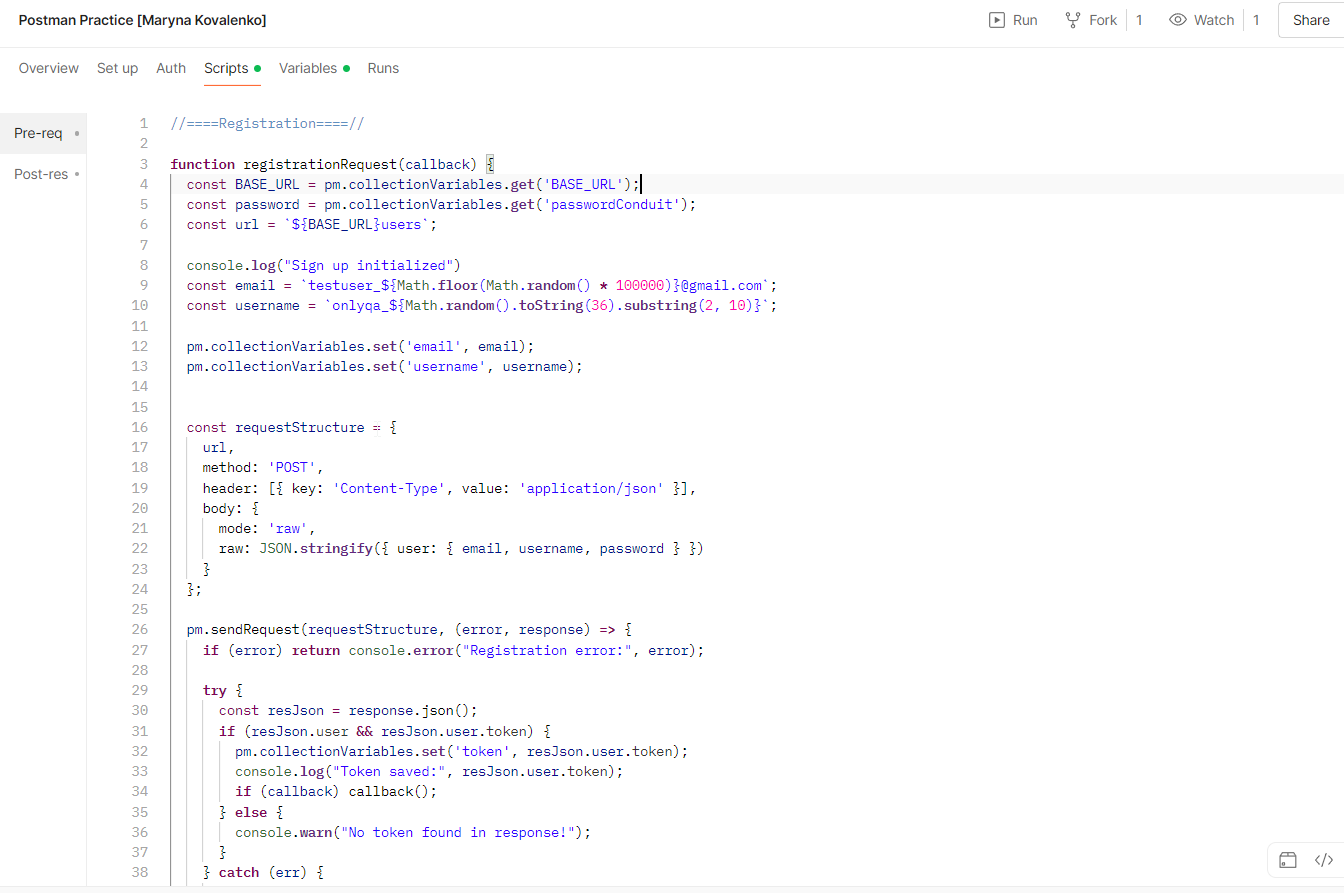 Postman Practice [Maryna Kovalenko]
Run
Fork
1
Watch
1
Share
Overview
Set up
Auth
Scripts
Variables
Runs
Pre-req
Post-res
1 //====Registration====//
2
3 function registrationRequest(callback) {
4 const BASE_URL = pm.collectionVariables.get('BASE_URL');
5 const password = pm.collectionVariables.get('passwordConduit');
6 const url = `${BASE_URL}users`;
7
8 console.log("Sign up initialized")
9 const email = `testuser_${Math.floor(Math.random() * 100000)}@gmail.com`;
10 const username = `onlyqa_${Math.random().toString(36).substring(2, 10)}`;
11
12 pm.collectionVariables.set('email', email);
13 pm.collectionVariables.set('username', username);
14
15
16 const requestStructure = {
17 url,
18 method: 'POST',
19 header: [{ key: 'Content-Type', value: 'application/json' }],
20 body: {
21 mode: 'raw',
22 raw: JSON.stringify({ user: { email, username, password } })
23 }
24 };
25
26 pm.sendRequest(requestStructure, (error, response) => {
27 if (error) return console.error("Registration error:", error);
28
29 try {
30 const resJson = response.json();
31 if (resJson.user && resJson.user.token) {
32 pm.collectionVariables.set('token', resJson.user.token);
33 console.log("Token saved:", resJson.user.token);
34 if (callback) callback();
35 } else {
36 console.warn("No token found in response!");
37 }
38 } catch (err) {